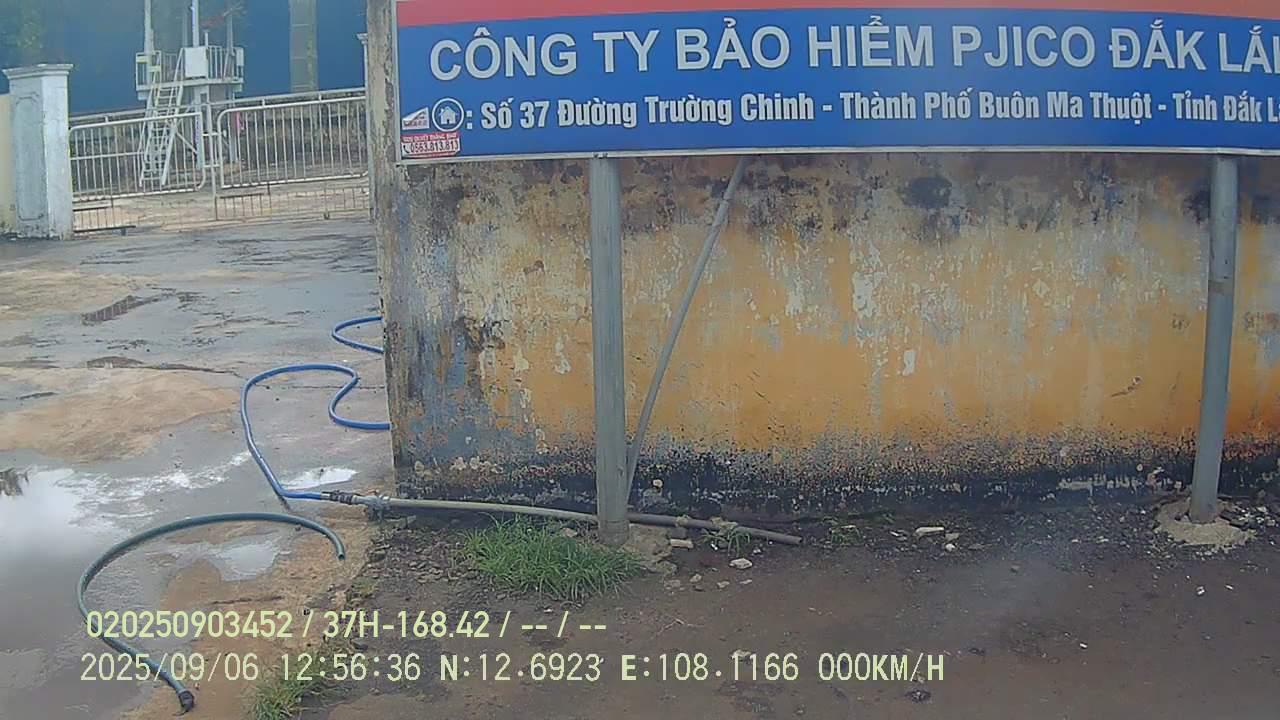 CÔNG TY BẢO HIỂM PJICO ĐẮK LẮ
: Số 37 Đường Trường Chinh - Thành Phố Buôn Ma Thuột - Tỉnh Đắk L
0563.813.813
020250903452 / 37H-168.42 / -- / --
2025/09/06 12:56:36 N:12.6923 E:108.1166 000KM/H